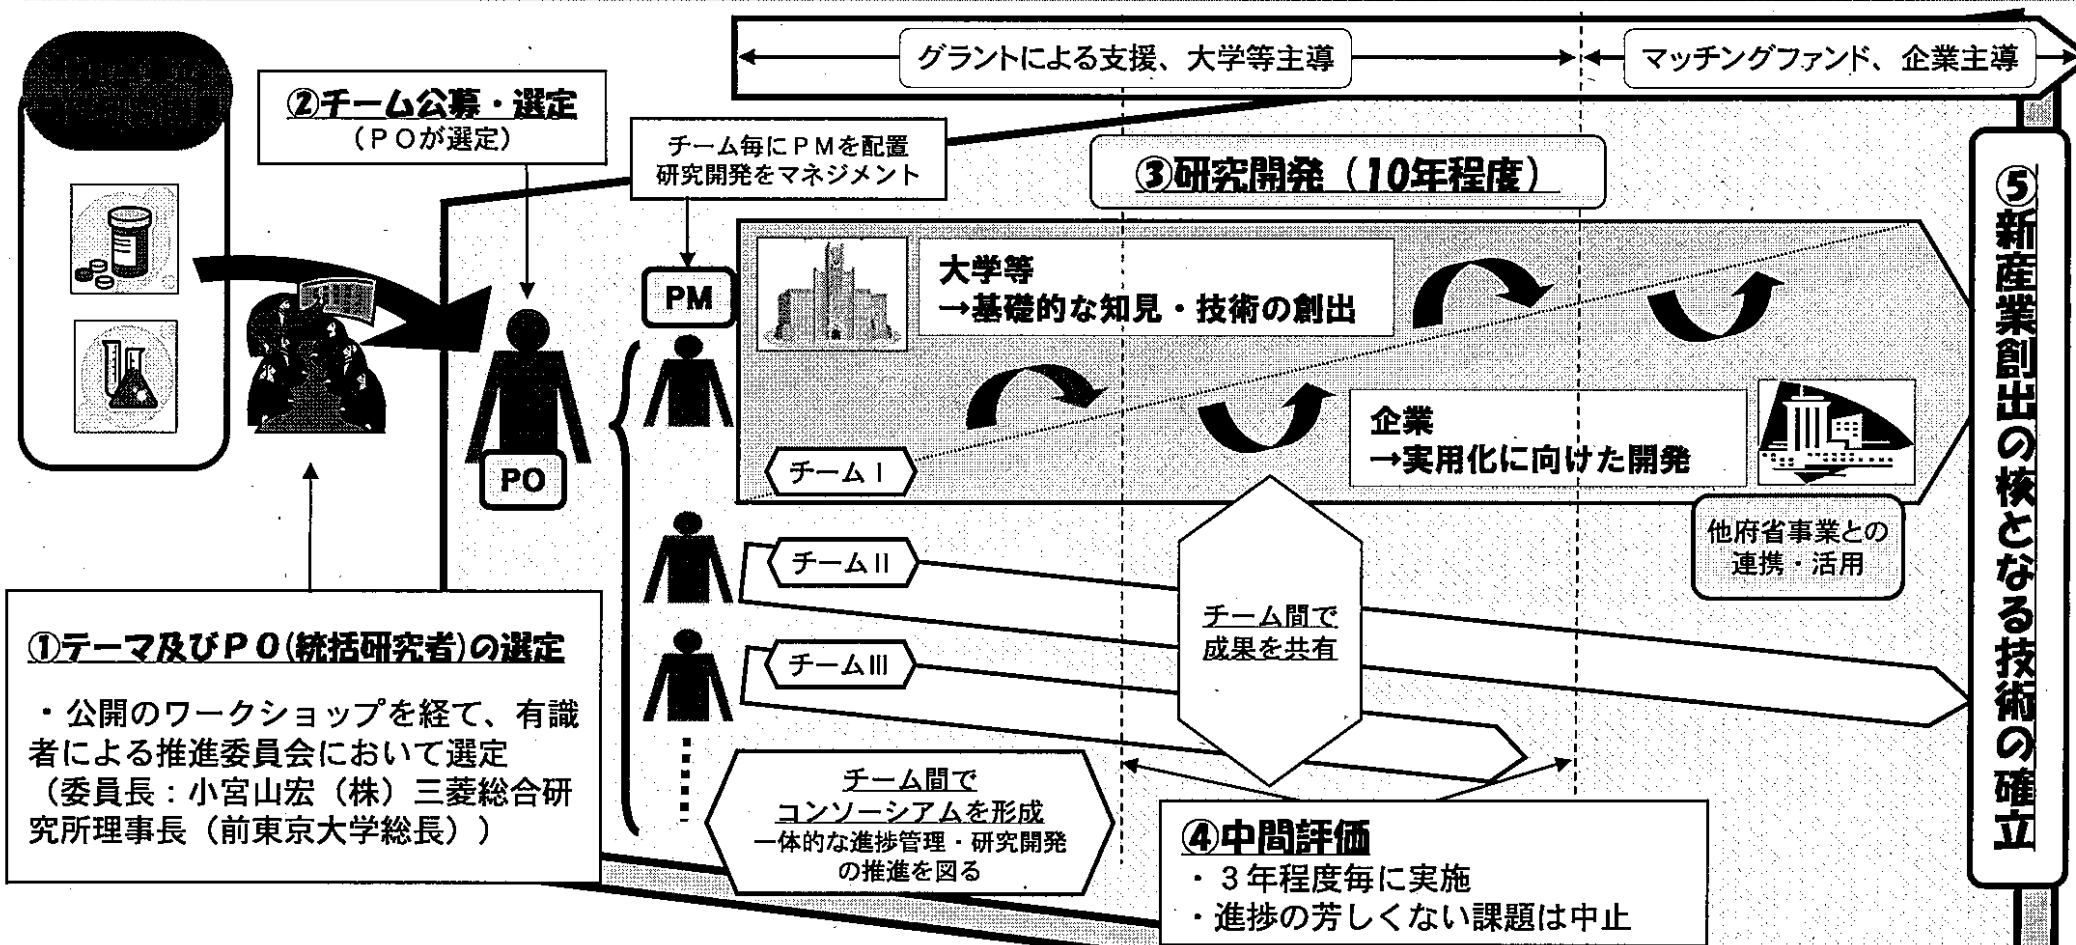 グラントによる支援、大学等主導
マッチングファンド、企業主導
②チーム公募・選定
（ＰＯが選定）
チーム毎にＰＭを配置
研究開発をマネジメント
③研究開発（10年程度）
PM
大学等
→基礎的な知見・技術の創出
企業
→実用化に向けた開発
チームⅠ
PO
他府省事業との
連携・活用
チームⅡ
チーム間で
成果を共有
チームⅢ
①テーマ及びＰＯ(統括研究者)の選定
・公開のワークショップを経て、有識
者による推進委員会において選定
（委員長：小宮山宏（株）三菱総合研
究所理事長（前東京大学総長））
チーム間で
コンソーシアムを形成
一体的な進捗管理・研究開発
の推進を図る
④中間評価
・３年程度毎に実施
・進捗の芳しくない課題は中止
⑤新産業創出の核となる技術の確立